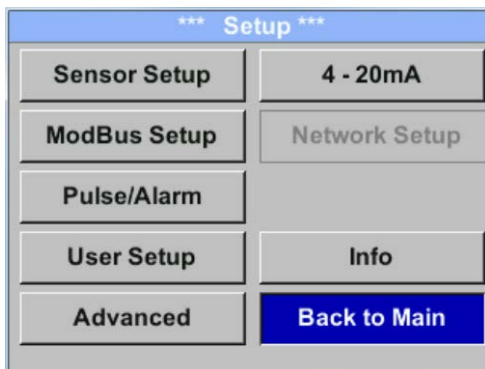 *** Setup ***
Sensor Setup
4 - 20mA
ModBus Setup
Network Setup
Pulse/Alarm
User Setup
Info
Advanced
Back to Main